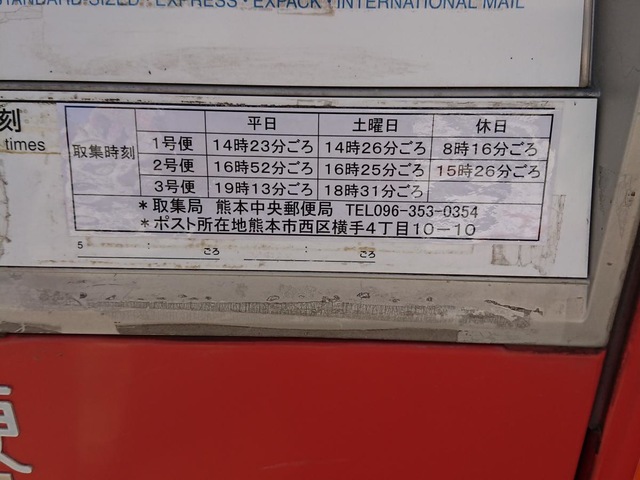 STANDARD SIZED・EXPRESS・EXPACK・INTERNATIONAL MAIL
刻
times
平日 土曜日 休日
取集時刻
1号便 14時23分ごろ 14時26分ごろ 8時16分ごろ
2号便 16時52分ごろ 16時25分ごろ 15時26分ごろ
3号便 19時13分ごろ 18時31分ごろ
*取集局 熊本中央郵便局 TEL096-353-0354
*ポスト所在地熊本市西区横手4丁目10-10
5 : ごろ : ごろ
便